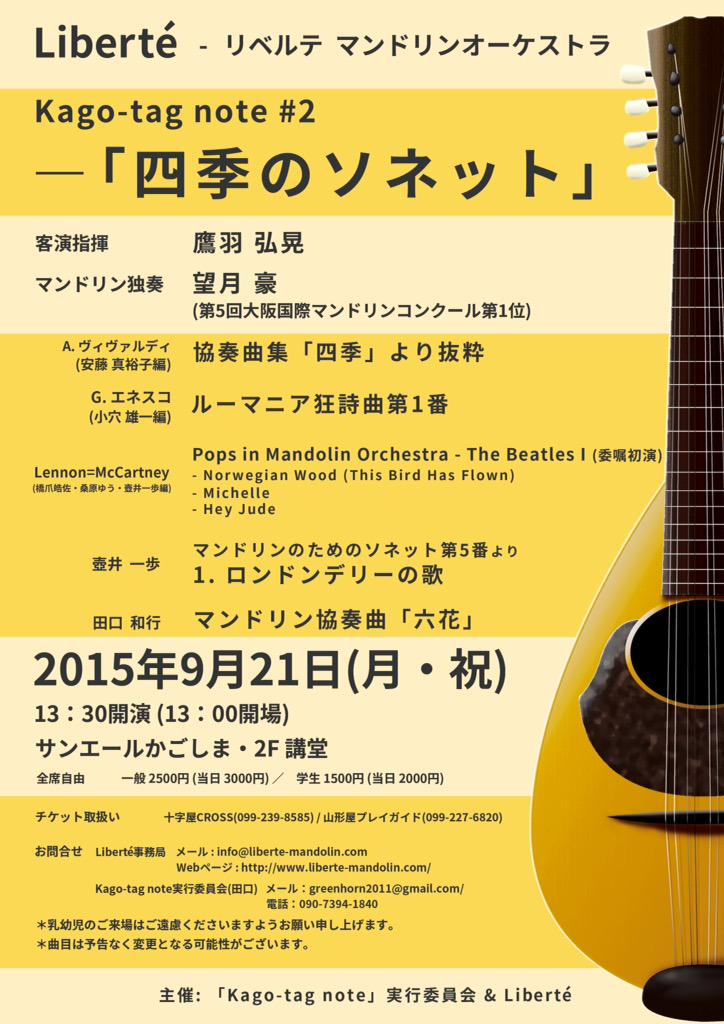 Liberté - リベルテ マンドリンオーケストラ
Kago-tag note #2
―「四季のソネット」
客演指揮 鷹羽 弘晃
マンドリン独奏 望月 豪
(第5回大阪国際マンドリンコンクール第1位)
A. ヴィヴァルディ
(安藤 真裕子編)
協奏曲集「四季」より抜粋
G. エネスコ
(小穴 雄一編)
ルーマニア狂詩曲第1番
Lennon=McCartney
(橋爪皓佐・桑原ゆう・壺井一歩編)
Pops in Mandolin Orchestra - The Beatles I (委嘱初演)
- Norwegian Wood (This Bird Has Flown)
- Michelle
- Hey Jude
壺井 一歩
マンドリンのためのソネット第5番より
1. ロンドンデリーの歌
田口 和行 マンドリン協奏曲「六花」
2015年9月21日(月・祝)
13：30開演 (13：00開場)
サンエールかごしま・2F 講堂
全席自由 一般 2500円 (当日 3000円) ／ 学生 1500円 (当日 2000円)
チケット取扱い 十字屋CROSS(099-239-8585) / 山形屋プレイガイド(099-227-6820)
お問合せ Liberté事務局 メール : info@liberte-mandolin.com
Webページ : http://www.liberte-mandolin.com/
Kago-tag note実行委員会(田口) メール：greenhorn2011@gmail.com/
電話：090-7394-1840
＊乳幼児のご来場はご遠慮くださいますようお願い申し上げます。
＊曲目は予告なく変更となる可能性がございます。
主催: 「Kago-tag note」実行委員会 & Liberté